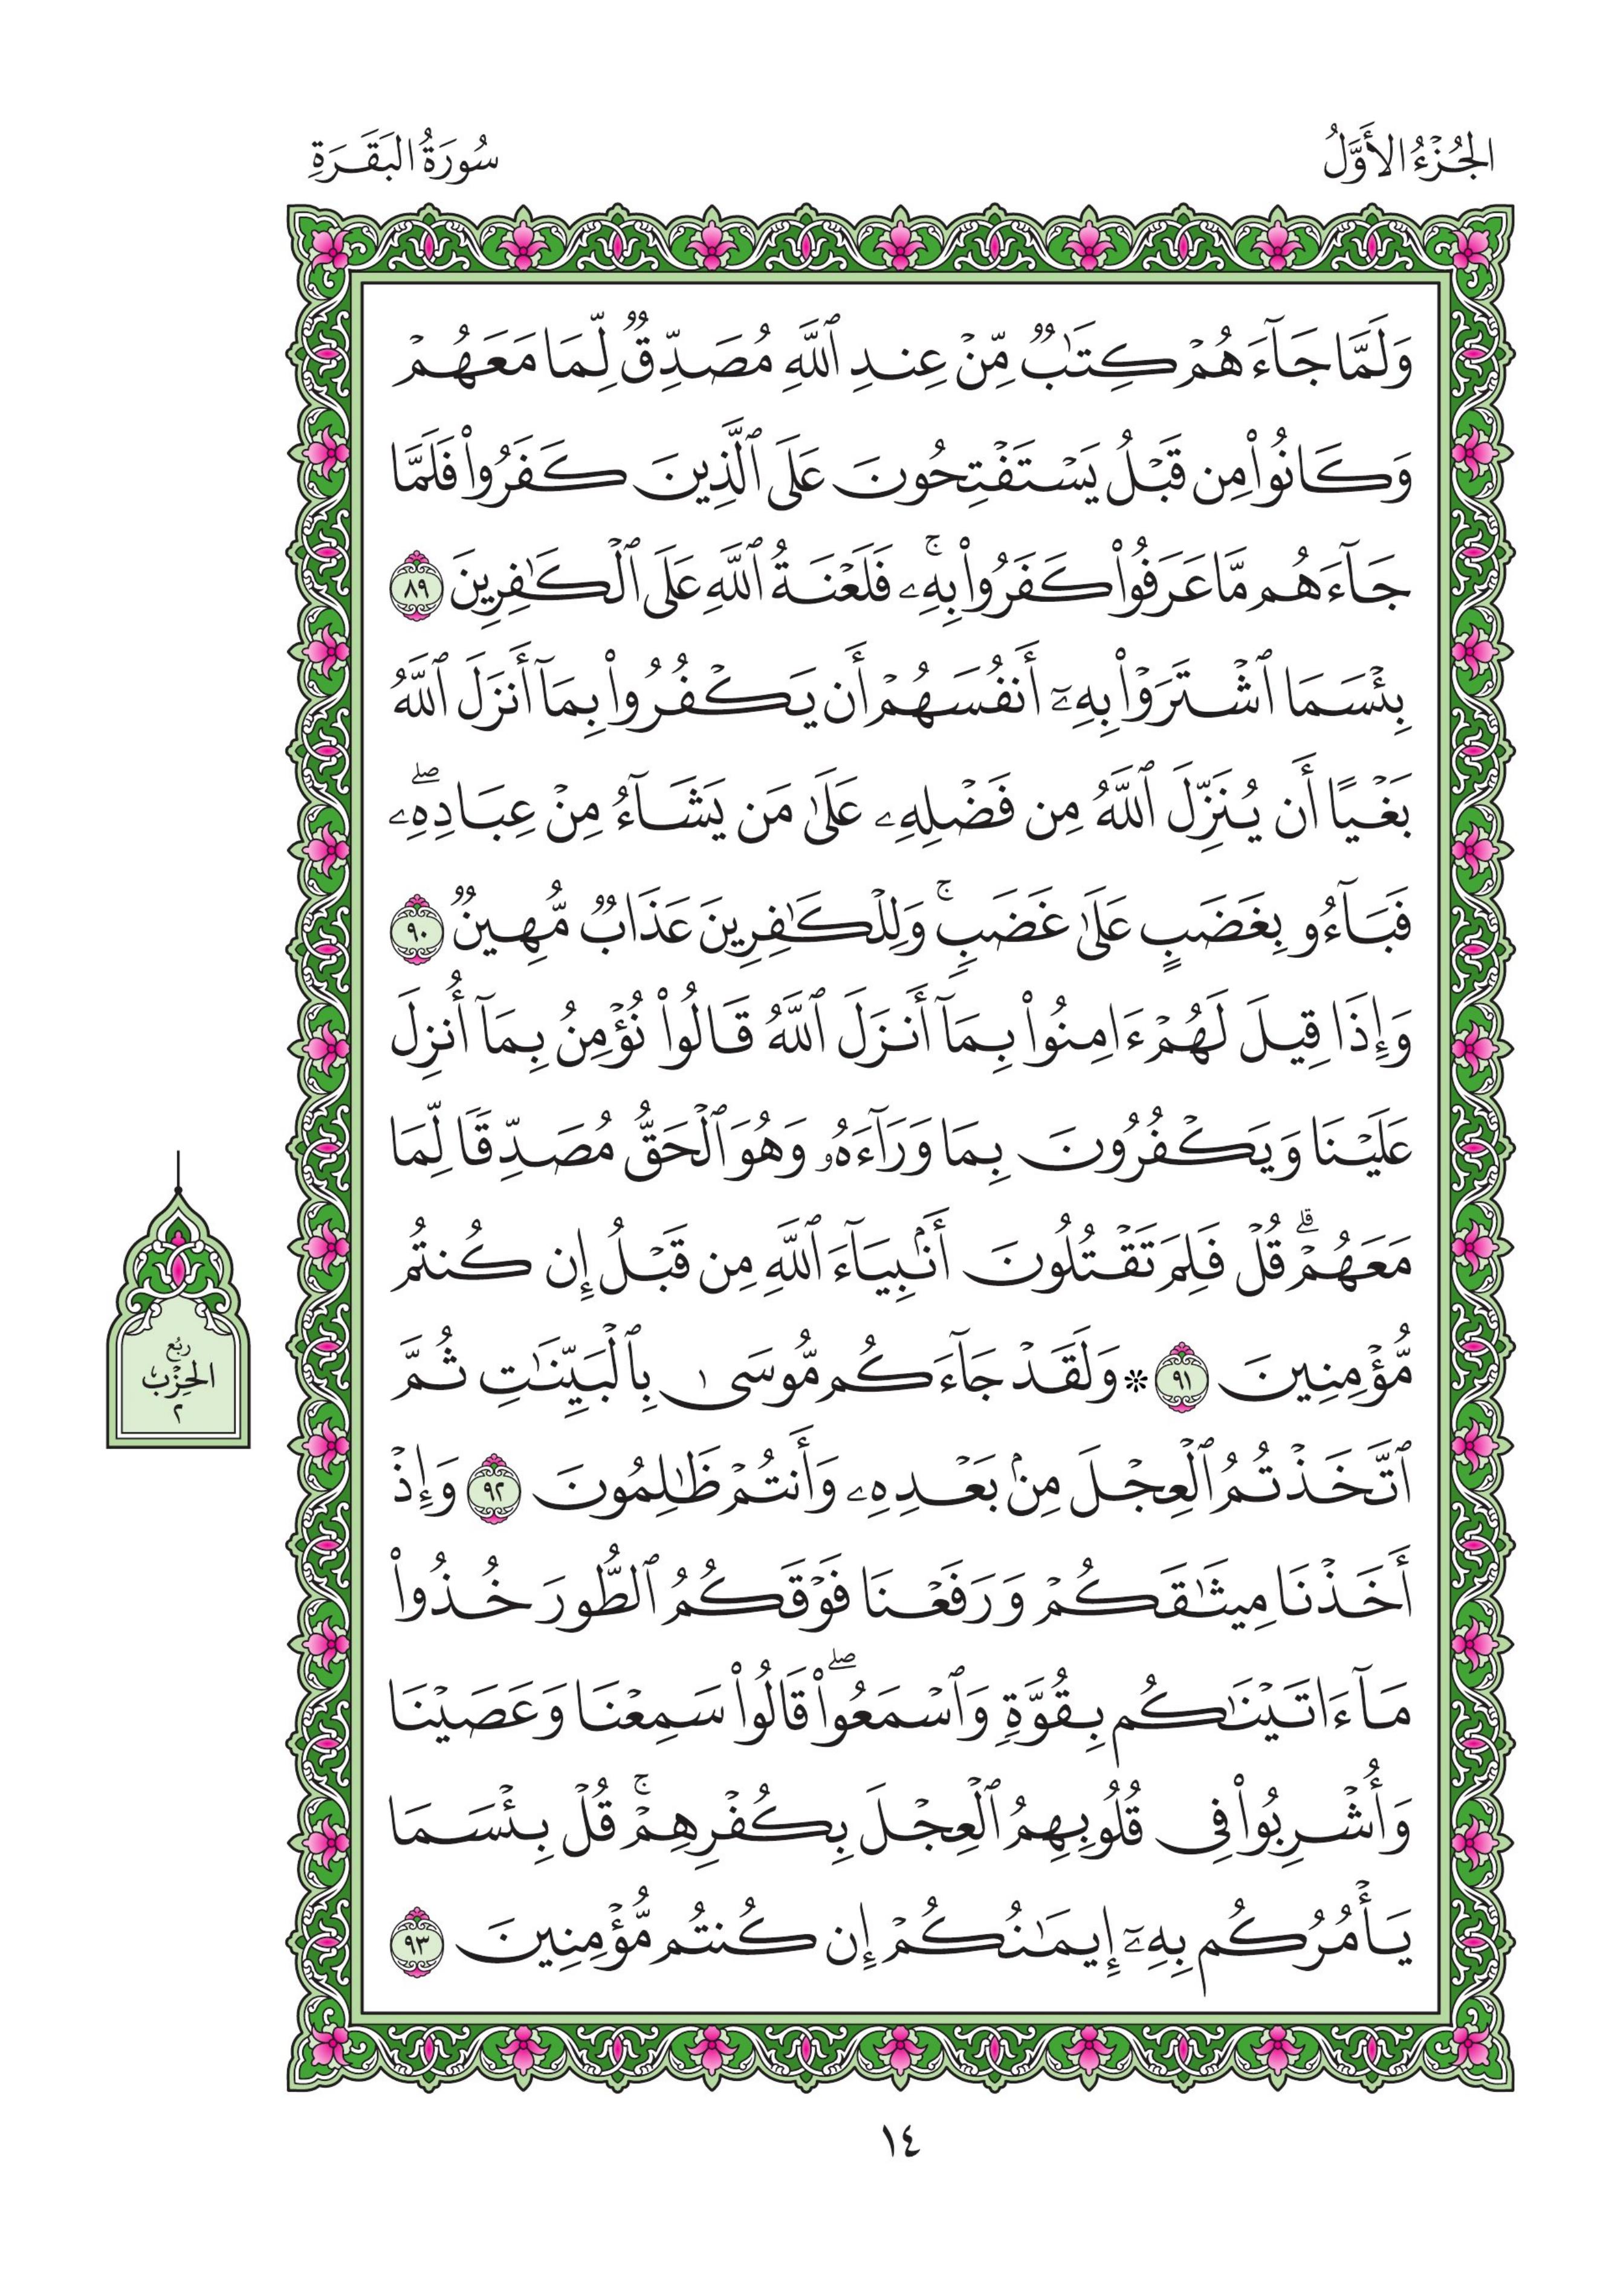 الجُزْءُ الأَوَّلُ
سُورَةُ البَقَرَةِ
وَلَمَّا جَآءَهُمۡ كِتَٰبٞ مِّنۡ عِندِ ٱللَّهِ مُصَدِّقٞ لِّمَا مَعَهُمۡ
وَكَانُواْ مِن قَبۡلُ يَسۡتَفۡتِحُونَ عَلَى ٱلَّذِينَ كَفَرُواْ فَلَمَّا
جَآءَهُم مَّا عَرَفُواْ كَفَرُواْ بِهِۦۚ فَلَعۡنَةُ ٱللَّهِ عَلَى ٱلۡكَٰفِرِينَ ٨٩
بِئۡسَمَا ٱشۡتَرَوۡاْ بِهِۦٓ أَنفُسَهُمۡ أَن يَكۡفُرُواْ بِمَآ أَنزَلَ ٱللَّهُ
بَغۡيًا أَن يُنَزِّلَ ٱللَّهُ مِن فَضۡلِهِۦ عَلَىٰ مَن يَشَآءُ مِنۡ عِبَادِهِۦۖ
فَبَآءُو بِغَضَبٍ عَلَىٰ غَضَبٖۚ وَلِلۡكَٰفِرِينَ عَذَابٞ مُّهِينٞ ٩٠
وَإِذَا قِيلَ لَهُمۡ ءَامِنُواْ بِمَآ أَنزَلَ ٱللَّهُ قَالُواْ نُؤۡمِنُ بِمَآ أُنزِلَ
عَلَيۡنَا وَيَكۡفُرُونَ بِمَا وَرَآءَهُۥ وَهُوَ ٱلۡحَقُّ مُصَدِّقٗا لِّمَا
مَعَهُمۡۗ قُلۡ فَلِمَ تَقۡتُلُونَ أَنۢبِيَآءَ ٱللَّهِ مِن قَبۡلُ إِن كُنتُم
مُّؤۡمِنِينَ ٩١ ۞ وَلَقَدۡ جَآءَكُم مُّوسَىٰ بِٱلۡبَيِّنَٰتِ ثُمَّ
ٱتَّخَذۡتُمُ ٱلۡعِجۡلَ مِنۢ بَعۡدِهِۦ وَأَنتُمۡ ظَٰلِمُونَ ٩٢ وَإِذۡ
أَخَذۡنَا مِيثَٰقَكُمۡ وَرَفَعۡنَا فَوۡقَكُمُ ٱلطُّورَ خُذُواْ
مَآ ءَاتَيۡنَٰكُم بِقُوَّةٖ وَٱسۡمَعُواْۖ قَالُواْ سَمِعۡنَا وَعَصَيۡنَا
وَأُشۡرِبُواْ فِي قُلُوبِهِمُ ٱلۡعِجۡلَ بِكُفۡرِهِمۡۚ قُلۡ بِئۡسَمَا
يَأۡمُرُكُم بِهِۦٓ إِيمَٰنُكُمۡ إِن كُنتُم مُّؤۡمِنِينَ ٩٣
رُبْع
الحِزْبُ
٢
١٤